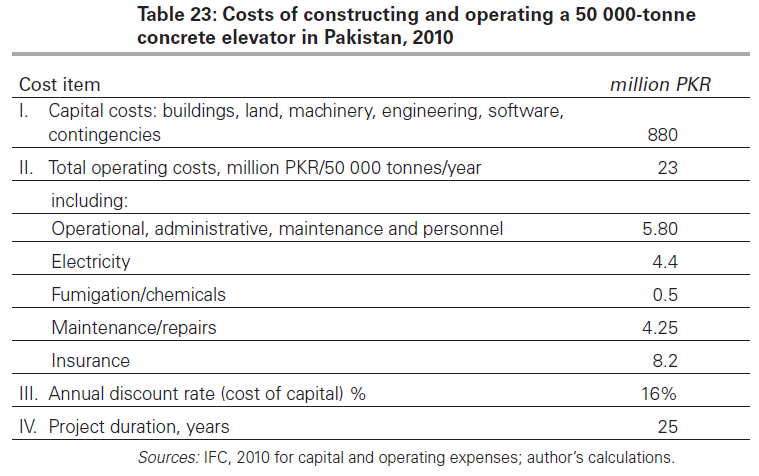 Table 23: Costs of constructing and operating a 50 000-tonne
concrete elevator in Pakistan, 2010
Cost item million PKR
I. Capital costs: buildings, land, machinery, engineering, software,
contingencies 880
II. Total operating costs, million PKR/50 000 tonnes/year 23
including:
Operational, administrative, maintenance and personnel 5.80
Electricity 4.4
Fumigation/chemicals 0.5
Maintenance/repairs 4.25
Insurance 8.2
III. Annual discount rate (cost of capital) % 16%
IV. Project duration, years 25
Sources: IFC, 2010 for capital and operating expenses; author’s calculations.